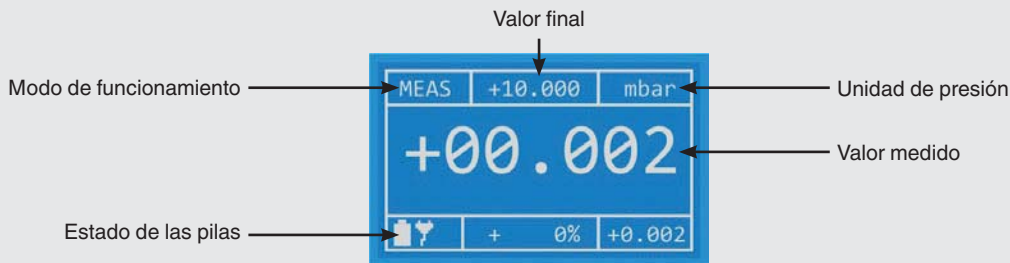 Valor final
Modo de funcionamiento
MEAS +10.000 mbar
Unidad de presión
+00.002
Valor medido
Estado de las pilas
+ 0% +0.002